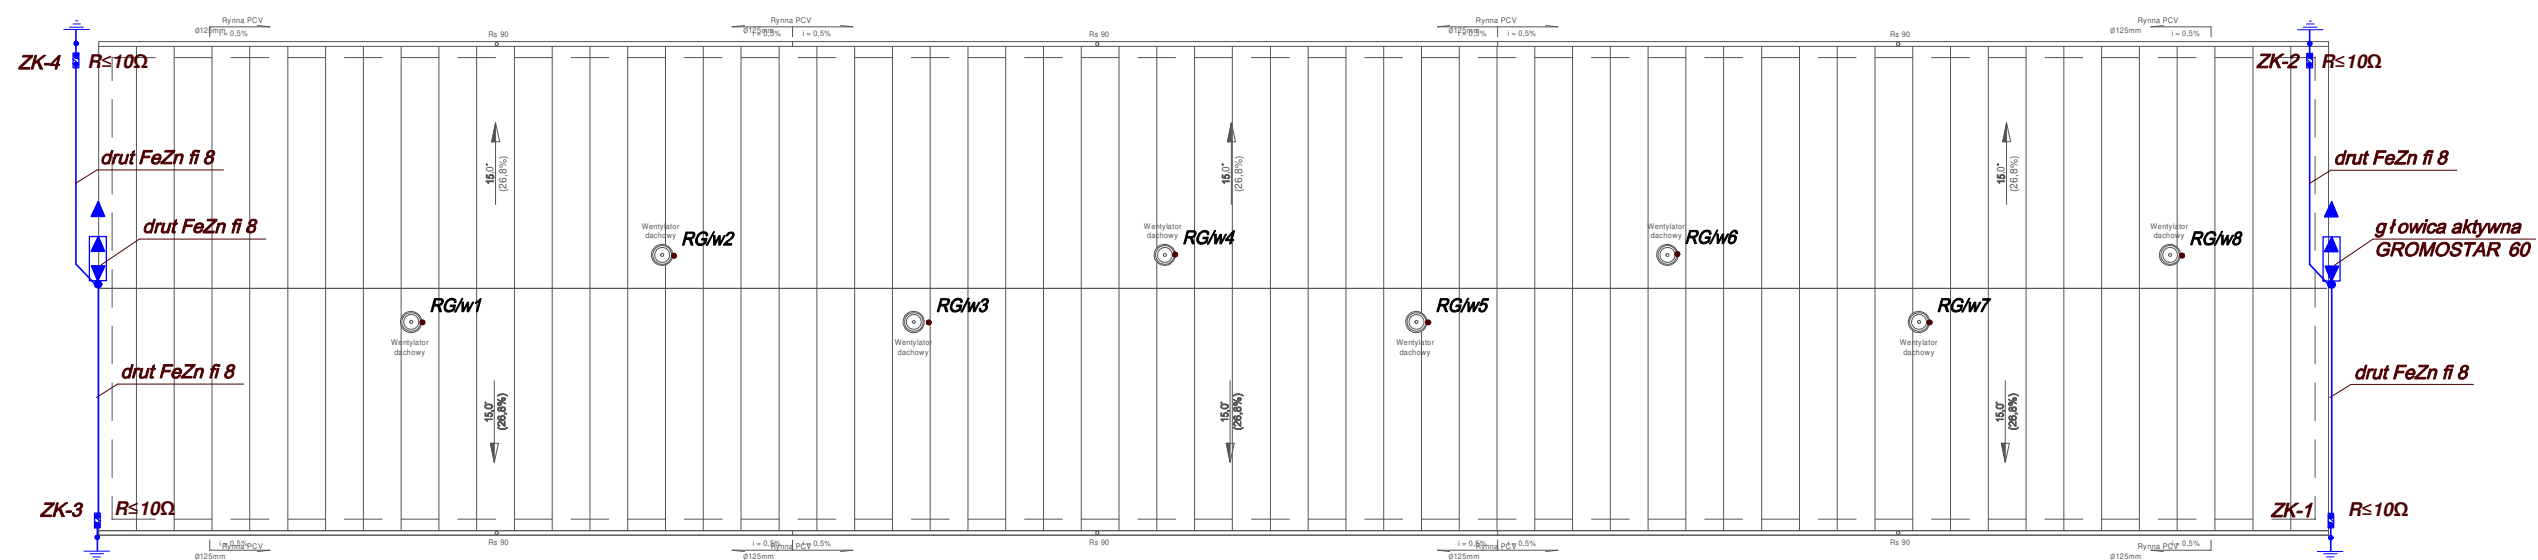 Rynna PCV
Ø125mm
i = 0,5%
Rs 90
Rynna PCV
Ø125mm
i = 0,5%
i = 0,5%
Rs 90
Rynna PCV
Ø125mm
i = 0,5%
i = 0,5%
Rs 90
Rynna PCV
Ø125mm
i = 0,5%
ZK-4
R≤10Ω
ZK-2
R≤10Ω
drut FeZn fi 8
15,0°
(26,8%)
15,0°
(26,8%)
15,0°
(26,8%)
drut FeZn fi 8
drut FeZn fi 8
Wentylator
dachowy
RG/w2
Wentylator
dachowy
RG/w4
Wentylator
dachowy
RG/w6
Wentylator
dachowy
RG/w8
głowica aktywna
GROMOSTAR 60
RG/w1
Wentylator
dachowy
RG/w3
Wentylator
dachowy
RG/w5
Wentylator
dachowy
RG/w7
Wentylator
dachowy
drut FeZn fi 8
15,0°
(26,8%)
15,0°
(26,8%)
15,0°
(26,8%)
drut FeZn fi 8
ZK-3
R≤10Ω
ZK-1
R≤10Ω
i = 0,5%
Rynna PCV
Ø125mm
Rs 90
i = 0,5%
i = 0,5%
Rynna PCV
Ø125mm
Rs 90
i = 0,5%
i = 0,5%
Rynna PCV
Ø125mm
Rs 90
i = 0,5%
Rynna PCV
Ø125mm